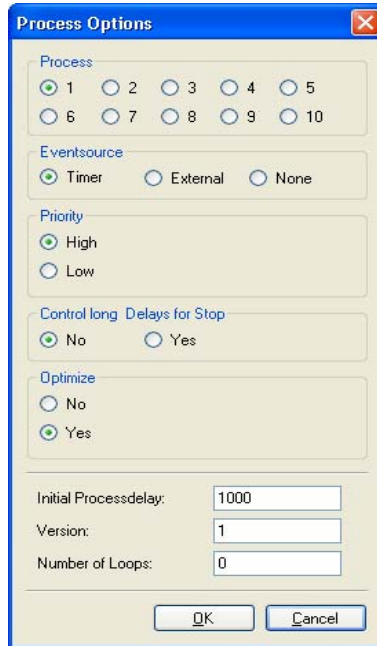 Process Options
Process
1 2 3 4 5
6 7 8 9 10
Eventsource
Timer External None
Priority
High
Low
Control long Delays for Stop
No Yes
Optimize
No
Yes
Initial Processdelay: 1000
Version: 1
Number of Loops: 0
OK Cancel